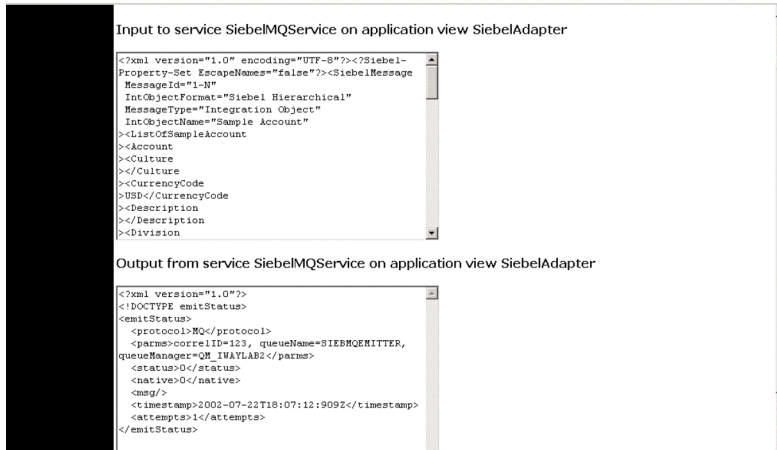 Input to service SiebelMQService on application view SiebelAdapter
<?xml version="1.0" encoding="UTF-8"?><?Siebel-
Property-Set EscapeNames="false"?><SiebelMessage
MessageId="1-N"
IntObjectFormat="Siebel Hierarchical"
MessageType="Integration Object"
IntObjectName="Sample Account"
><ListOfSampleAccount
><Account
><Culture
></Culture
><CurrencyCode
>USD</CurrencyCode
><Description
></Description
><Division
Output from service SiebelMQService on application view SiebelAdapter
<?xml version="1.0"?>
<!DOCTYPE emitStatus>
<emitStatus>
<protocol>MQ</protocol>
<parms>correlID=123, queueName=SIEBMQEMITTER,
queueManager=QM_IWAYLAB2</parms>
<status>0</status>
<native>0</native>
<msg/>
<timestamp>2002-07-22T18:07:12:909Z</timestamp>
<attempts>1</attempts>
</emitStatus>